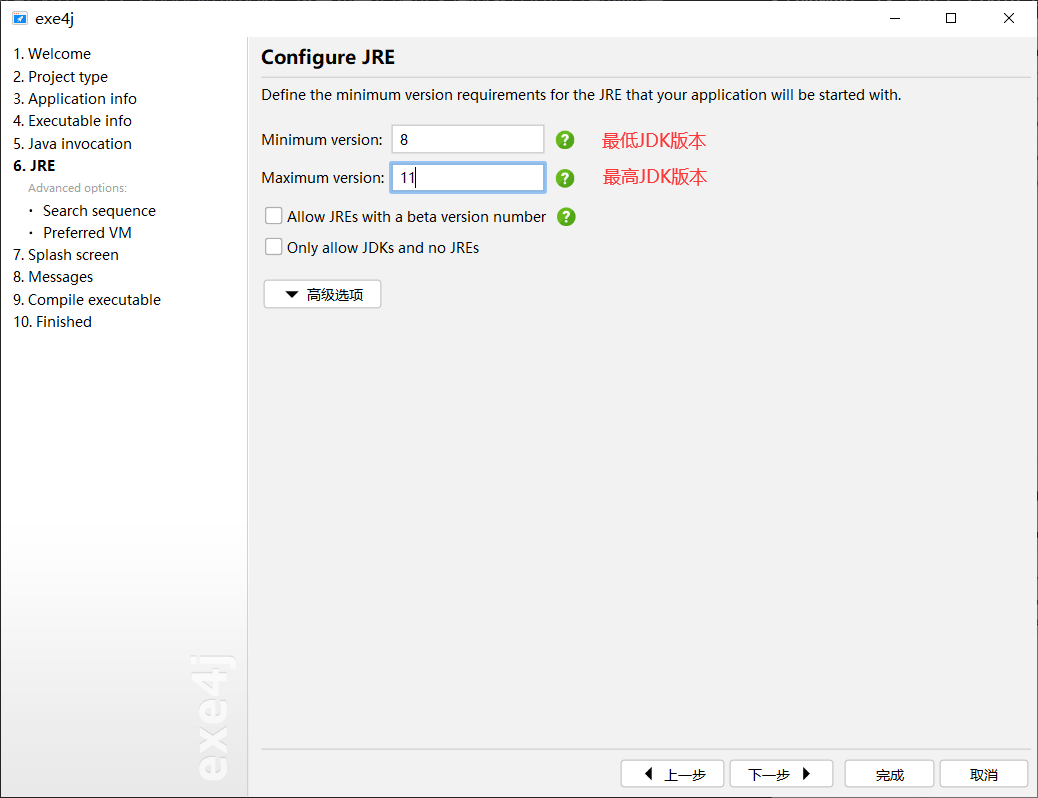 exe4j
1. Welcome
2. Project type
3. Application info
4. Executable info
5. Java invocation
6. JRE
Advanced options:
· Search sequence
· Preferred VM
7. Splash screen
8. Messages
9. Compile executable
10. Finished
exe4j
Configure JRE
Define the minimum version requirements for the JRE that your application will be started with.
Minimum version: 8 ? 最低JDK版本
Maximum version: 11 ? 最高JDK版本
Allow JREs with a beta version number ?
Only allow JDKs and no JREs
高级选项
上一步 下一步 完成 取消